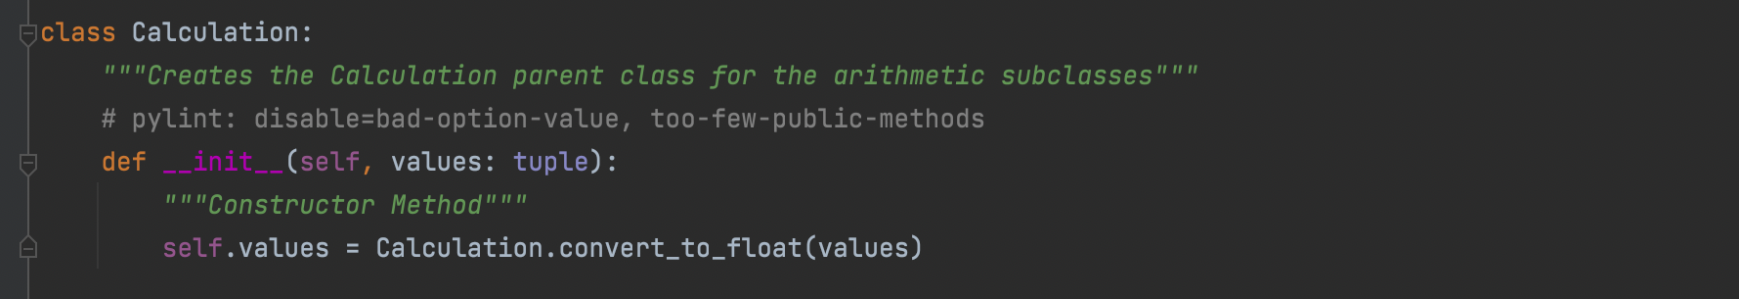 class Calculation:
    """Creates the Calculation parent class for the arithmetic subclasses"""
    # pylint: disable=bad-option-value, too-few-public-methods
    def __init__(self, values: tuple):
        """Constructor Method"""
        self.values = Calculation.convert_to_float(values)